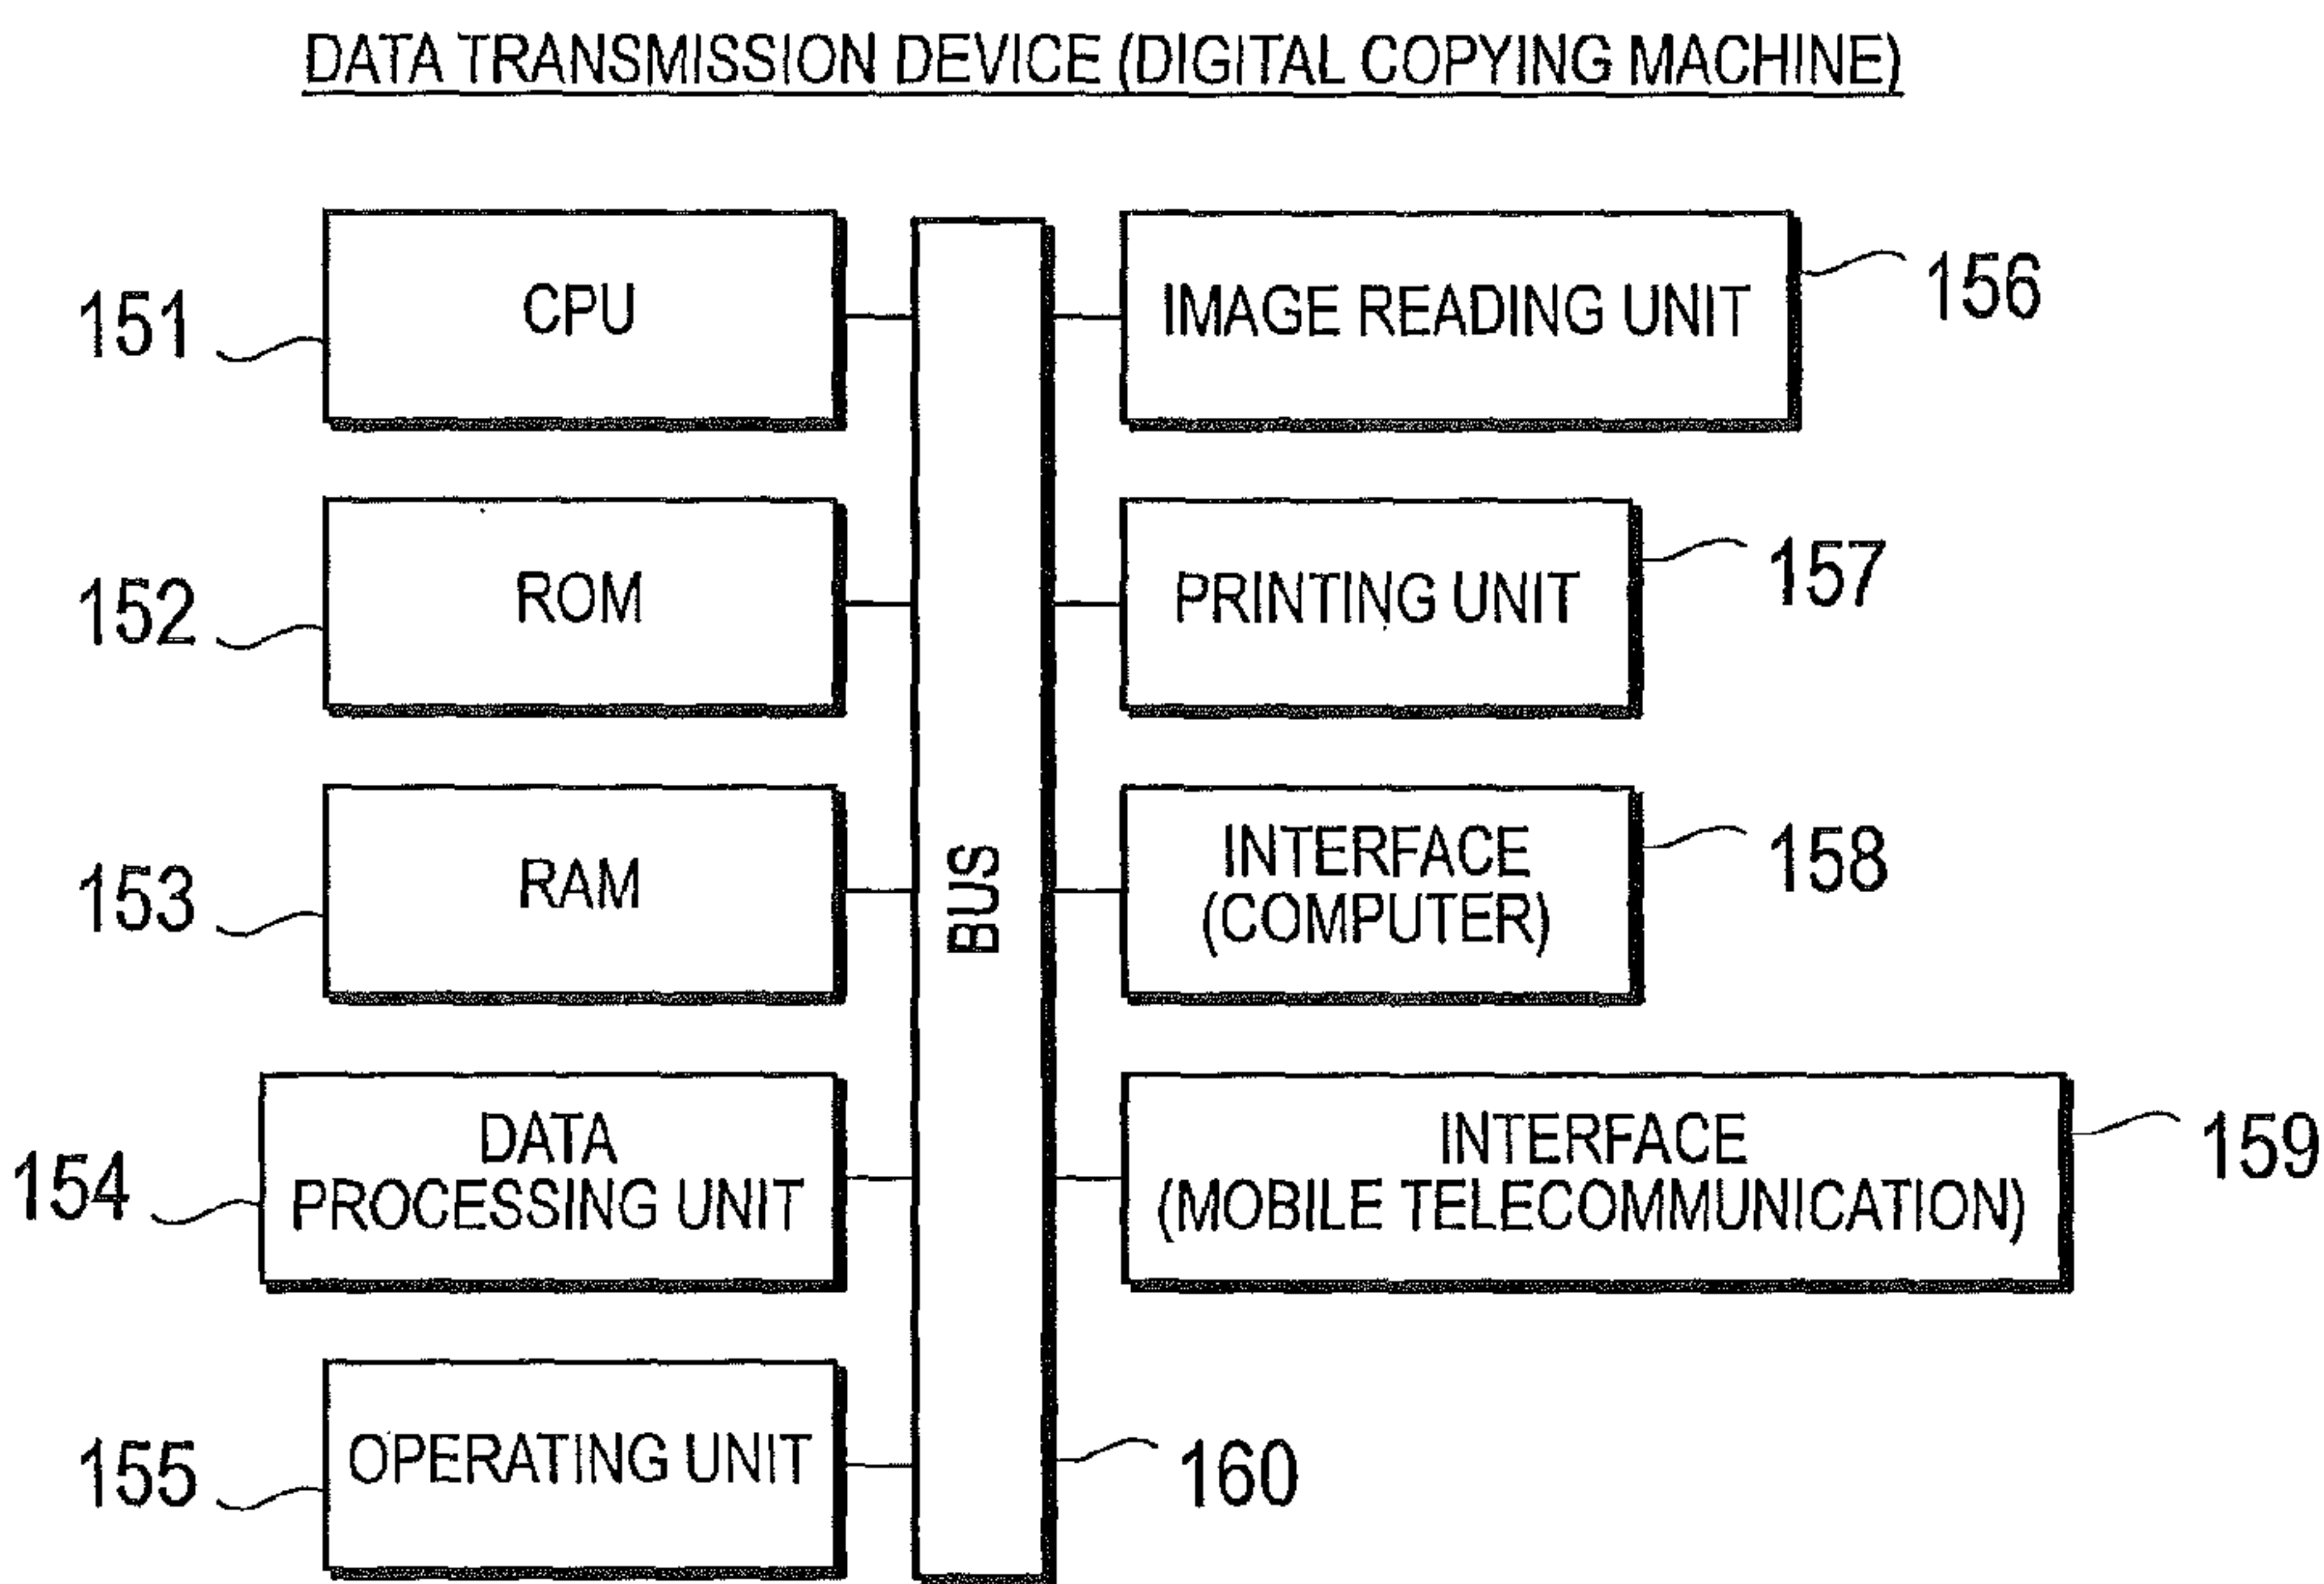 DATA TRANSMISSION DEVICE (DIGITAL COPYING MACHINE)
151
CPU
152
ROM
153
RAM
154
DATA
PROCESSING UNIT
155
OPERATING UNIT
BUS
160
IMAGE READING UNIT
156
PRINTING UNIT
157
INTERFACE
(COMPUTER)
158
INTERFACE
(MOBILE TELECOMMUNICATION)
159